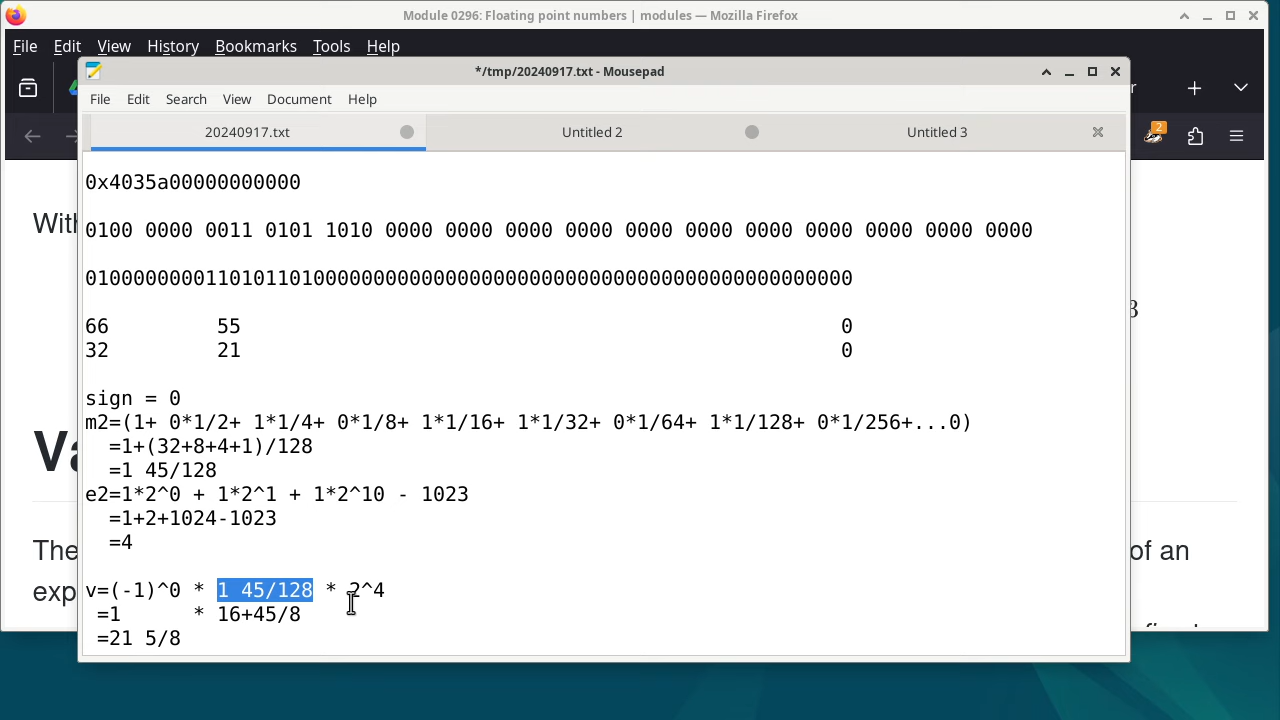 Module 0296: Floating point numbers | modules — Mozilla Firefox
File Edit View History Bookmarks Tools Help
*/tmp/20240917.txt - Mousepad
File Edit Search View Document Help
20240917.txt Untitled 2 Untitled 3
2
0x4035a00000000000
0100 0000 0011 0101 1010 0000 0000 0000 0000 0000 0000 0000 0000 0000 0000 0000
0100000000110101101000000000000000000000000000000000000000000000
66 55 0
32 21 0
sign = 0
m2=(1+ 0*1/2+ 1*1/4+ 0*1/8+ 1*1/16+ 1*1/32+ 0*1/64+ 1*1/128+ 0*1/256+...0)
=1+(32+8+4+1)/128
=1 45/128
e2=1*2^0 + 1*2^1 + 1*2^10 - 1023
=1+2+1024-1023
=4
v=(-1)^0 * 1 45/128 * 2^4
=1 * 16+45/8
=21 5/8
The
of an